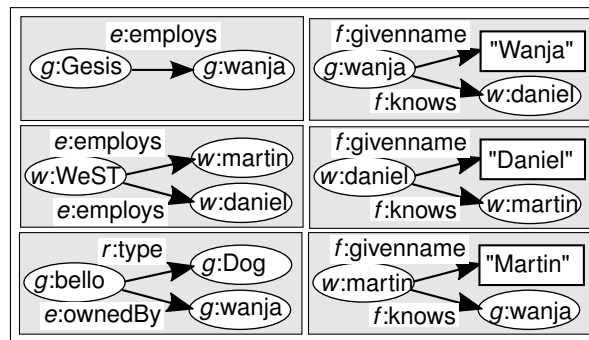 e:employs
g:Gesis g:wanja
f:givenname
g:wanja "Wanja"
f:knows w:daniel
e:employs
w:WeST w:martin
e:employs w:daniel
f:givenname
w:daniel "Daniel"
f:knows w:martin
r:type
g:bello g:Dog
e:ownedBy g:wanja
f:givenname
w:martin "Martin"
f:knows g:wanja